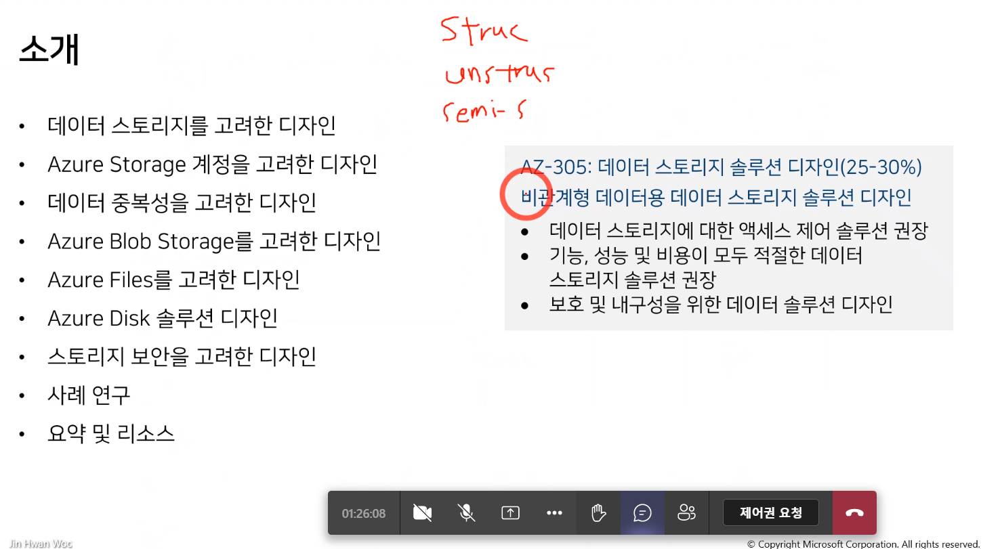 소개
struc
unstrus
semi-s
• 데이터 스토리지를 고려한 디자인
• Azure Storage 계정을 고려한 디자인
• 데이터 중복성을 고려한 디자인
• Azure Blob Storage를 고려한 디자인
• Azure Files를 고려한 디자인
• Azure Disk 솔루션 디자인
• 스토리지 보안을 고려한 디자인
• 사례 연구
• 요약 및 리소스
AZ-305: 데이터 스토리지 솔루션 디자인(25-30%)
비관계형 데이터용 데이터 스토리지 솔루션 디자인
• 데이터 스토리지에 대한 액세스 제어 솔루션 권장
• 기능, 성능 및 비용이 모두 적절한 데이터
스토리지 솔루션 권장
• 보호 및 내구성을 위한 데이터 솔루션 디자인
01:26:08
제어권 요청
Jin Hwan Woo
© Copyright Microsoft Corporation. All rights reserved.